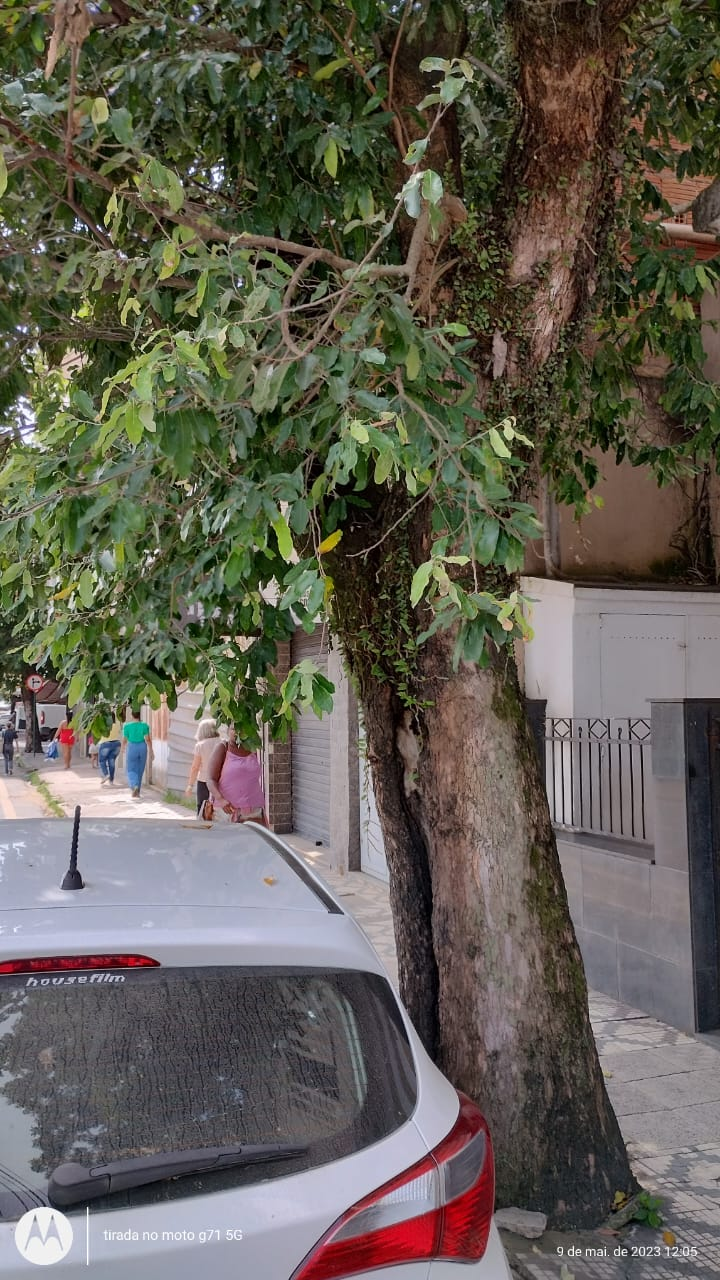 housefilm
tirada no moto g71 5G
9 de mai. de 2023 12:05